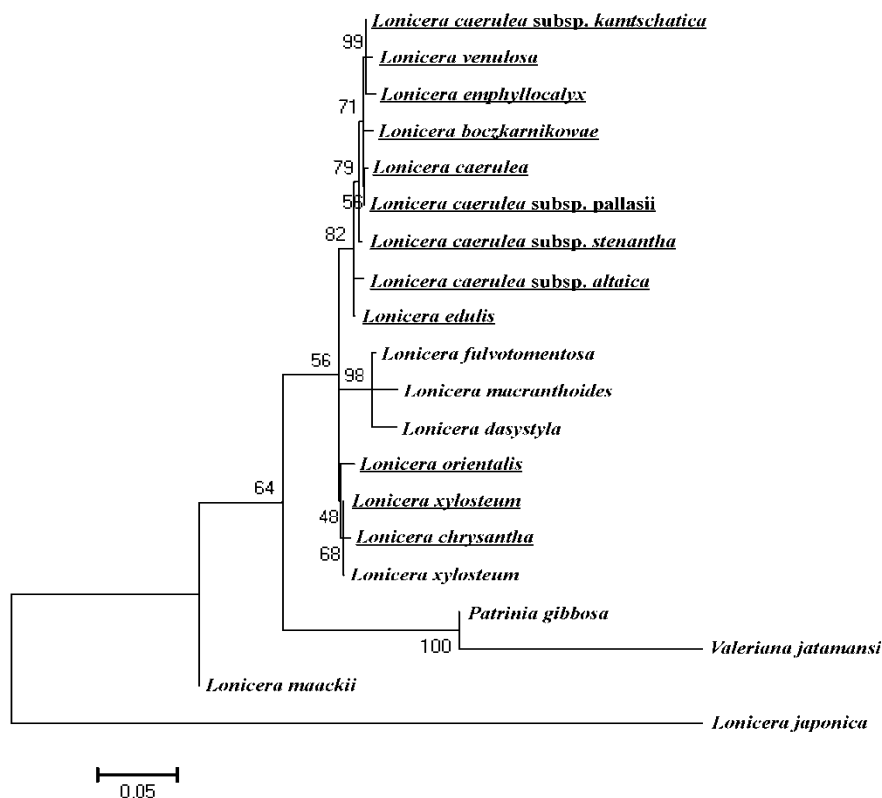 Lonicera caerulea subsp. kamtschatica
99
Lonicera venulosa
Lonicera emphyllocalyx
71
Lonicera boczkarnikowae
79
Lonicera caerulea
56
Lonicera caerulea subsp. pallasii
82
Lonicera caerulea subsp. stenantha
Lonicera caerulea subsp. altaica
Lonicera edulis
56
98
Lonicera fulvotomentosa
Lonicera macranthoides
Lonicera dasystyla
Lonicera orientalis
64
Lonicera xylosteum
48
Lonicera chrysantha
68
Lonicera xylosteum
Patrinia gibbosa
100
Valeriana jatamansi
Lonicera maackii
Lonicera japonica
0.05